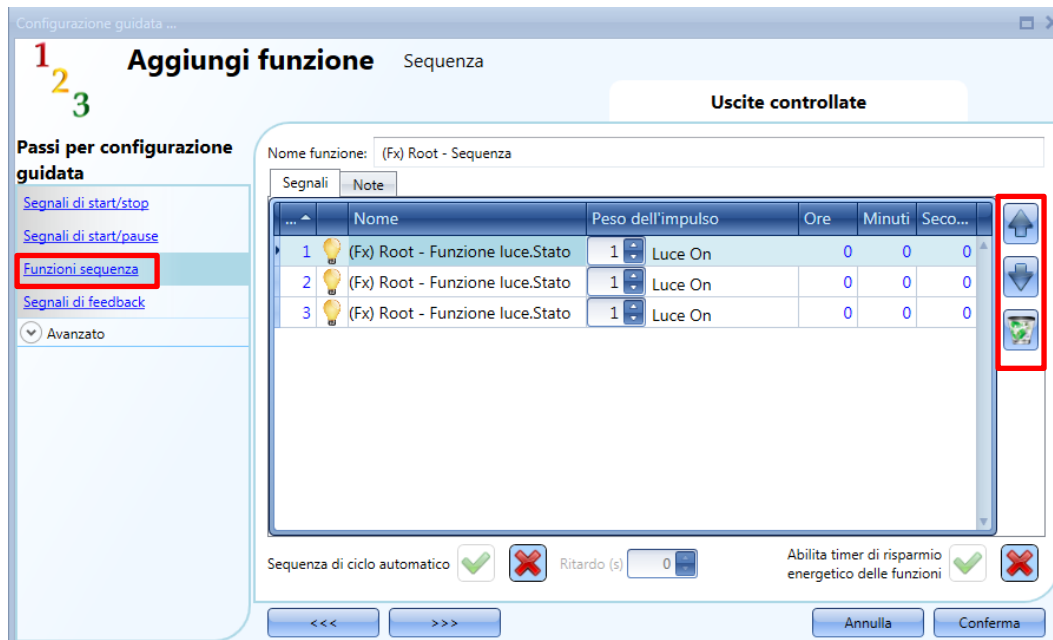 Configurazione guidata ...
1 2 3
Aggiungi funzione Sequenza
Uscite controllate
Passi per configurazione
guidata
Segnali di start/stop
Segnali di start/pause
Funzioni sequenza
Segnali di feedback
Avanzato
Nome funzione: (Fx) Root - Sequenza
Segnali Note
... Nome Peso dell'impulso Ore Minuti Seco...
1 (Fx) Root - Funzione luce.Stato 1 Luce On 0 0 0
2 (Fx) Root - Funzione luce.Stato 1 Luce On 0 0 0
3 (Fx) Root - Funzione luce.Stato 1 Luce On 0 0 0
Sequenza di ciclo automatico Ritardo (s) 0 Abilita timer di risparmio
energetico delle funzioni
<<< >>> Annulla Conferma